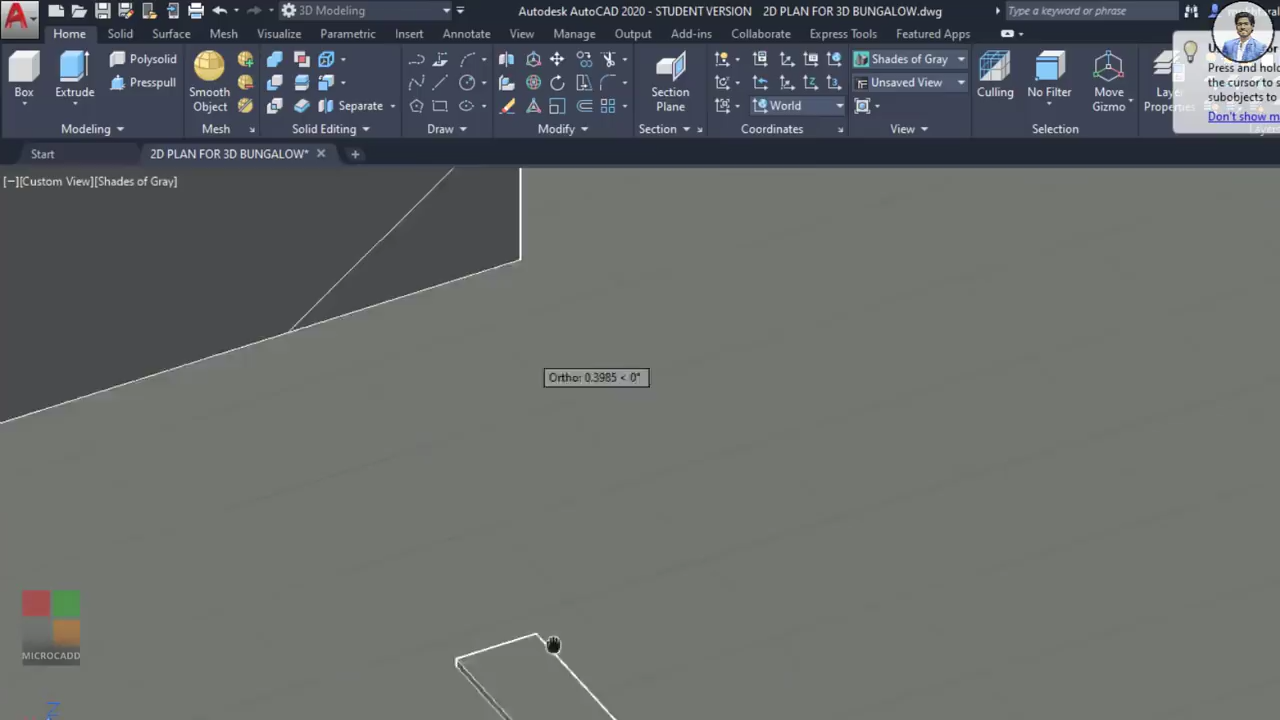 3D Modeling
Autodesk AutoCAD 2020 - STUDENT VERSION 2D PLAN FOR 3D BUNGALOW.dwg
Type a keyword or phrase
Home Solid Surface Mesh Visualize Parametric Insert Annotate View Manage Output Add-ins Collaborate Express Tools Featured Apps
Press and hold
the cursor to s
subobjects to
Don't show m
Box
Extrude
Polysolid
Presspull
Smooth
Object
Separate
Section
Plane
World
Shades of Gray
Unsaved View
Culling
No Filter
Move
Gizmo
Layer
Properties
Modeling Mesh Solid Editing Draw Modify Section Coordinates View Selection
Start 2D PLAN FOR 3D BUNGALOW*
[−][Custom View][Shades of Gray]
Ortho: 0.3985 < 0°
MICROCADD